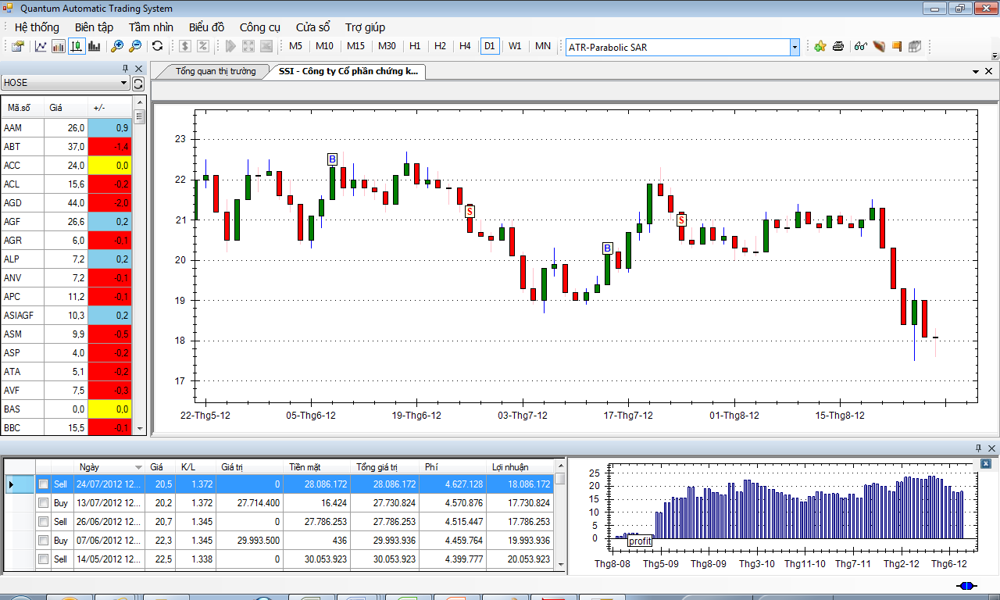 Quantum Automatic Trading System
Hệ thống Biên tập Tầm nhìn Biểu đồ Công cụ Cửa sổ Trợ giúp
$ % M5 M10 M15 M30 H1 H2 H4 D1 W1 MN ATR-Parabolic SAR
HOSE
Tổng quan thị trường SSI - Công ty Cổ phần chứng k...
Mã số Giá +/-
AAM 26,0 0,9
ABT 37,0 -1,4
ACC 24,0 0,0
ACL 15,6 -0,2
AGD 44,0 -2,0
AGF 26,6 0,2
AGR 6,0 -0,1
ALP 7,2 0,2
ANV 7,2 -0,1
APC 11,2 -0,1
ASIAGF 10,3 0,2
ASM 9,9 -0,5
ASP 4,0 -0,2
ATA 5,1 -0,2
AVF 7,5 -0,3
BAS 0,0 0,0
BBC 15,5 -0,1
23
22
21
20
19
18
17
B
S
B
S
22-Thg5-12 05-Thg6-12 19-Thg6-12 03-Thg7-12 17-Thg7-12 01-Thg8-12 15-Thg8-12
Ngày Giá K/L Giá trị Tiền mặt Tổng giá trị Phí Lợi nhuận
Sell 24/07/2012 12... 20,5 1.372 0 28.086.172 28.086.172 4.627.128 18.086.172
Buy 13/07/2012 12... 20,2 1.372 27.714.400 16.424 27.730.824 4.570.876 17.730.824
Sell 26/06/2012 12... 20,7 1.345 0 27.786.253 27.786.253 4.515.447 17.786.253
Buy 07/06/2012 12... 22,3 1.345 29.993.500 436 29.993.936 4.459.764 19.993.936
Sell 14/05/2012 12... 22,5 1.338 0 30.053.923 30.053.923 4.399.777 20.053.923
25
20
15
10
5
0
profit
Thg8-08 Thg5-09 Thg8-09 Thg3-10 Thg11-10 Thg7-11 Thg2-12 Thg6-12